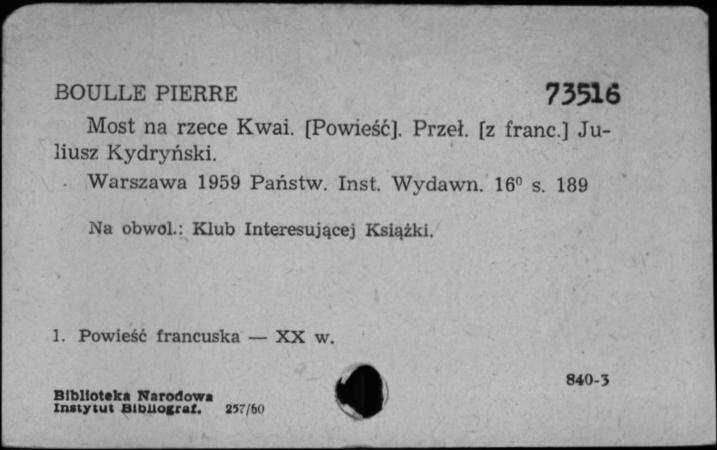 BOULLE PIERRE 73516
Most na rzece Kwai. [Powieść]. Przeł. [z franc.] Ju-
liusz Kydryński.
Warszawa 1959 Państw. Inst. Wydawn. 16⁰ s. 189
Na obwol.: Klub Interesującej Książki.
1. Powieść francuska — XX w.
840-3
Biblioteka Narodowa
Instytut Bibliograf. 257/60